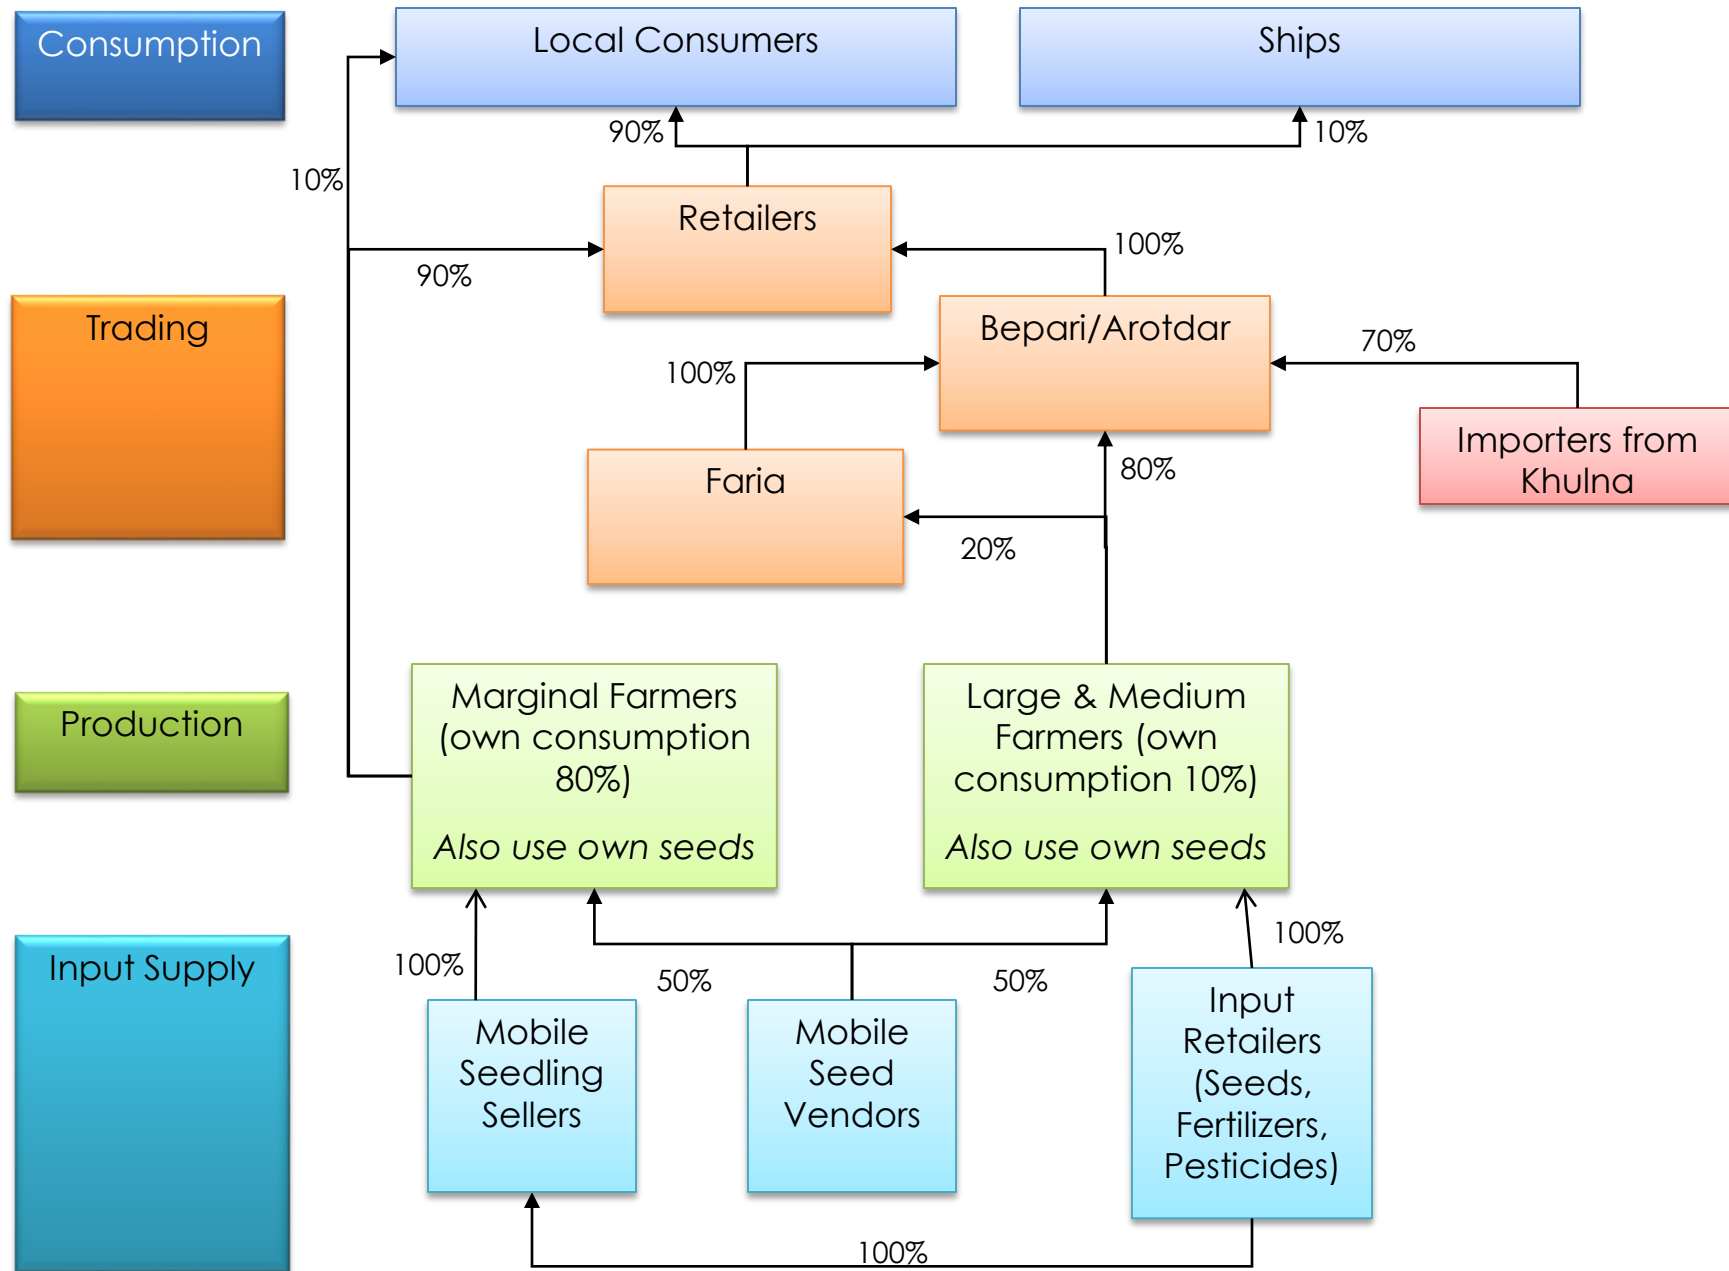 Consumption
Local Consumers
Ships
90%
10%
10%
Retailers
90%
100%
Trading
Bepari/Arotdar
70%
100%
Importers from
Khulna
Faria
80%
20%
Production
Marginal Farmers
(own consumption
80%)
Also use own seeds
Large & Medium
Farmers (own
consumption 10%)
Also use own seeds
Input Supply
100%
50%
50%
100%
Mobile
Seedling
Sellers
Mobile
Seed
Vendors
Input
Retailers
(Seeds,
Fertilizers,
Pesticides)
100%